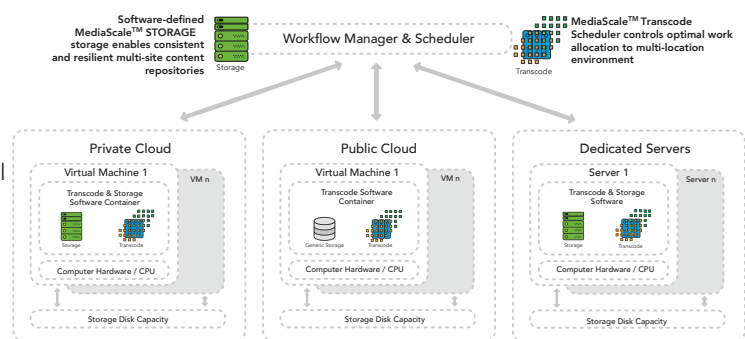 Software-defined
MediaScale™ STORAGE
storage enables consistent
and resilient multi-site content
repositories
Storage
Workflow Manager & Scheduler
Transcode
MediaScale™ Transcode
Scheduler controls optimal work
allocation to multi-location
environment
Private Cloud
Virtual Machine 1
VM n
Transcode & Storage
Software Container
Storage
Transcode
Computer Hardware / CPU
Storage Disk Capacity
Public Cloud
Virtual Machine 1
VM n
Transcode Software
Container
Generic Storage
Transcode
Computer Hardware / CPU
Storage Disk Capacity
Dedicated Servers
Server 1
Server n
Transcode & Storage
Software
Storage
Transcode
Computer Hardware / CPU
Storage Disk Capacity